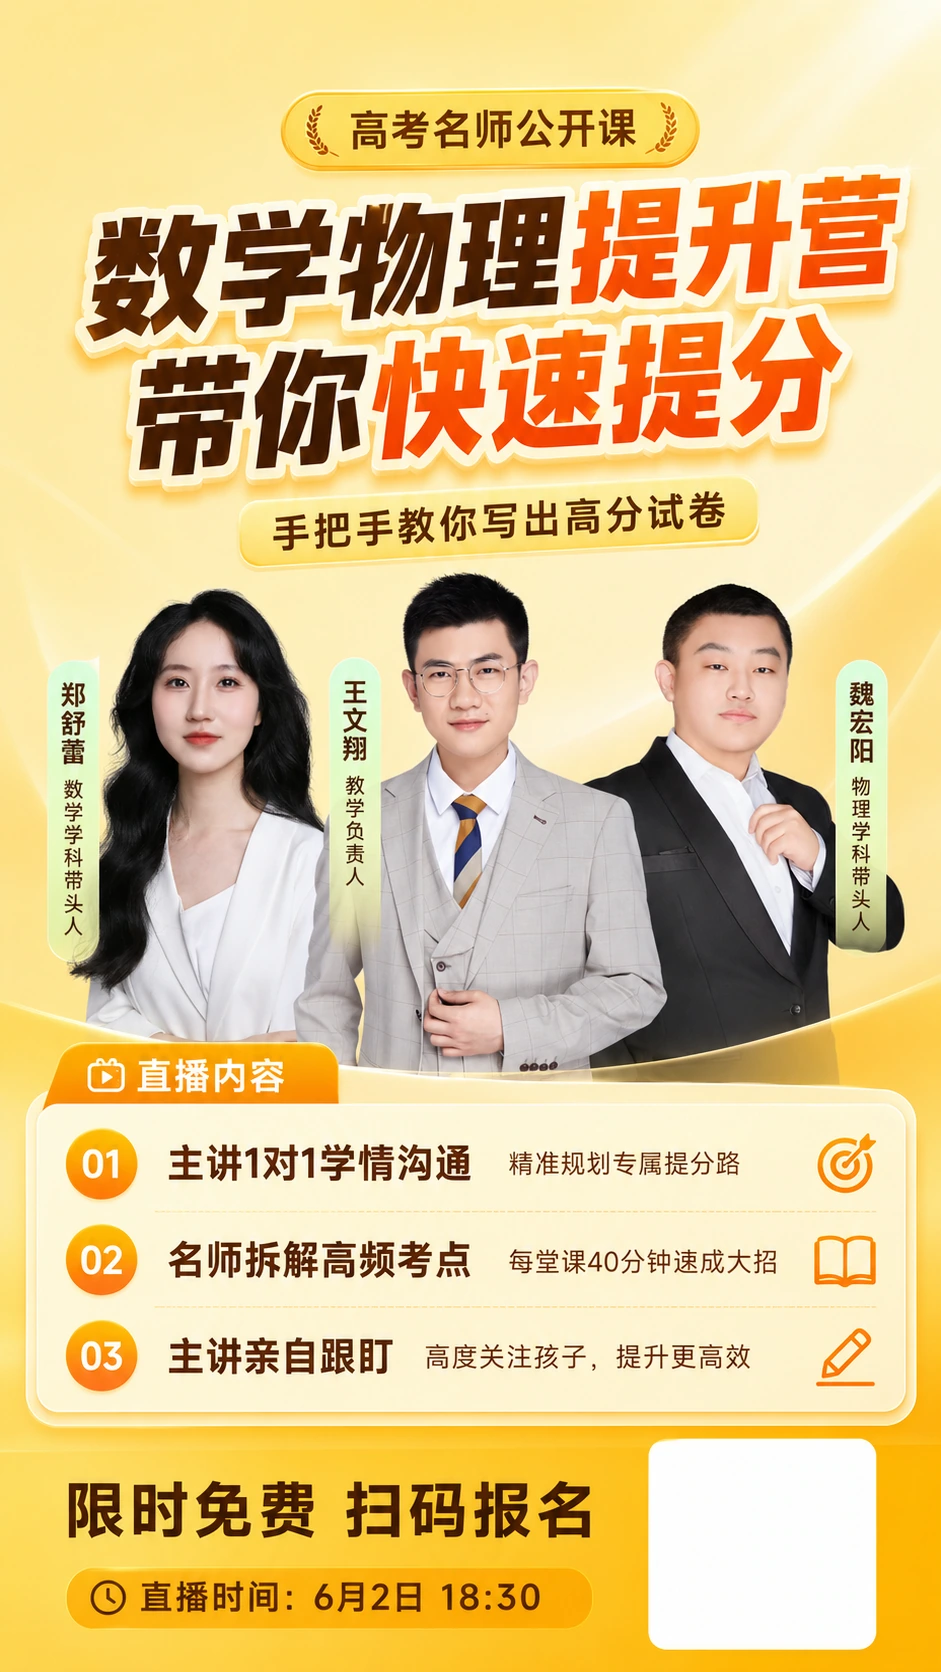 高考名师公开课
数学物理提升营
带你快速提分
手把手教你写出高分试卷
郑舒蕾 数学学科带头人
王文翔 教学负责人
魏宏阳 物理学科带头人
直播内容
01 主讲1对1学情沟通 精准规划专属提分路
02 名师拆解高频考点 每堂课40分钟速成大招
03 主讲亲自跟盯 高度关注孩子，提升更高效
限时免费 扫码报名
直播时间：6月2日 18:30